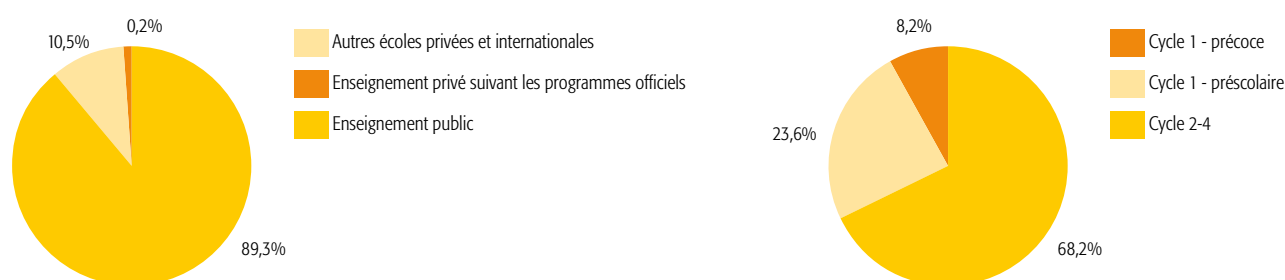 0,2%
10,5%
Autres écoles privées et internationales
Enseignement privé suivant les programmes officiels
Enseignement public
89,3%
8,2%
Cycle 1 - précoce
Cycle 1 - préscolaire
Cycle 2-4
23,6%
68,2%